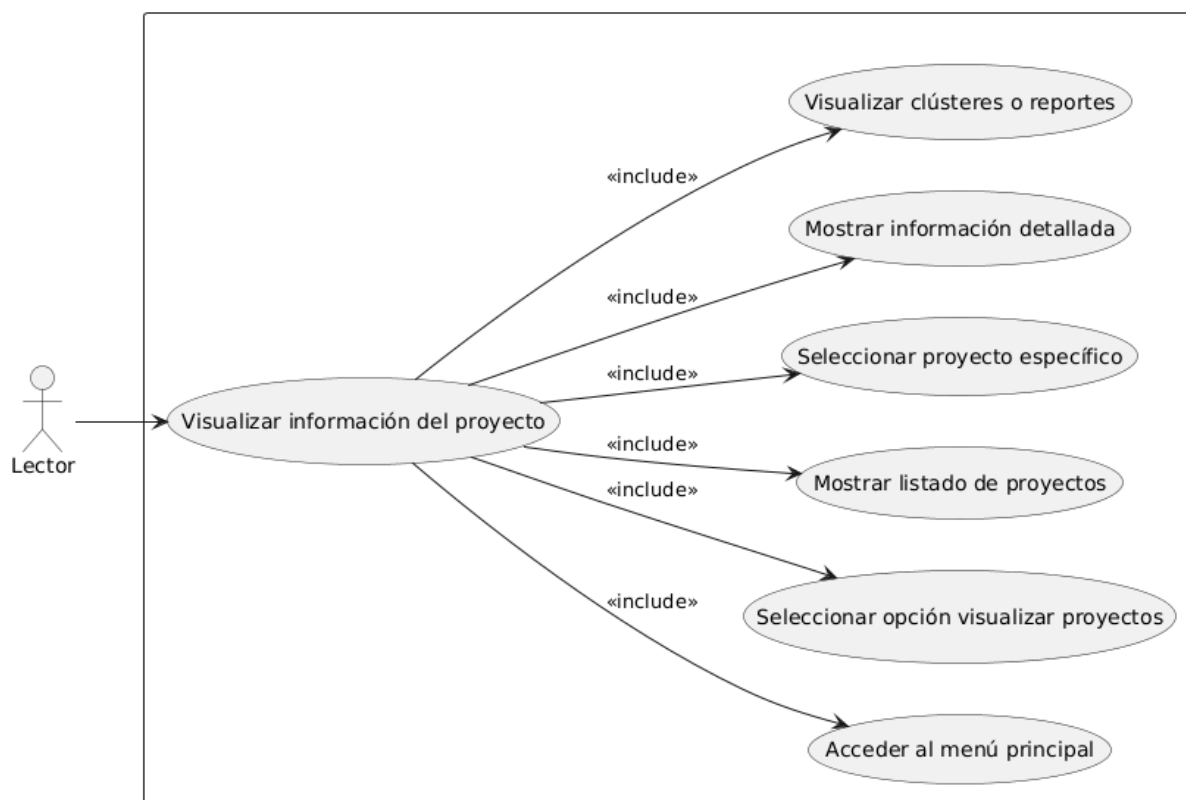 Visualizar clústeres o reportes
«include»
Mostrar información detallada
«include»
Seleccionar proyecto específico
«include»
Lector
Visualizar información del proyecto
«include»
Mostrar listado de proyectos
«include»
Seleccionar opción visualizar proyectos
«include»
Acceder al menú principal